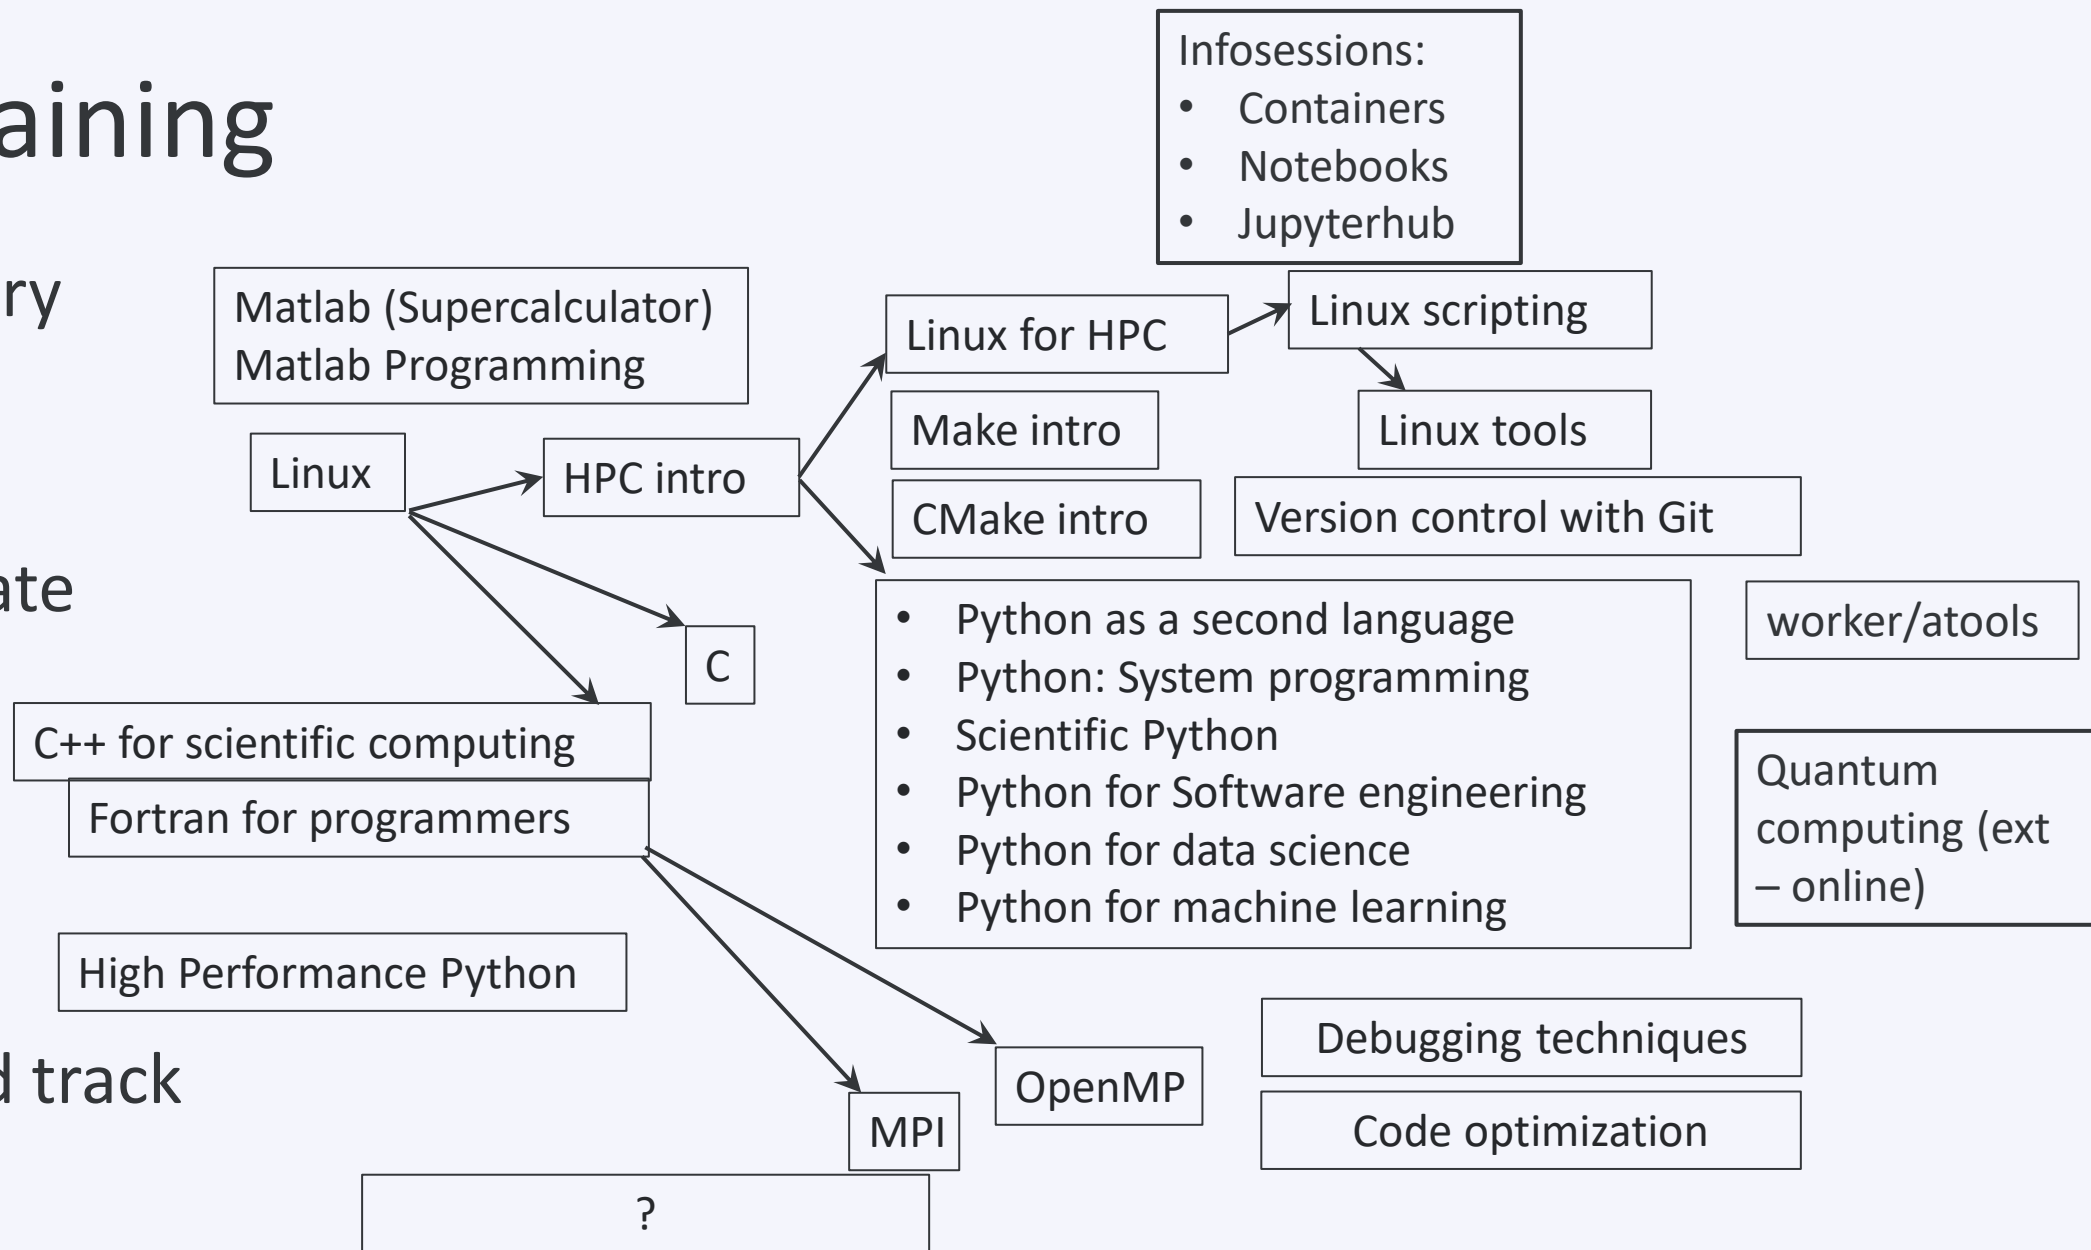 aining
Infosessions:
• Containers
• Notebooks
• Jupyterhub
ry
Matlab (Supercalculator)
Matlab Programming
Linux for HPC
Linux scripting
Make intro
Linux tools
Linux
HPC intro
CMake intro
Version control with Git
ate
C
• Python as a second language
• Python: System programming
• Scientific Python
• Python for Software engineering
• Python for data science
• Python for machine learning
worker/atools
C++ for scientific computing
Fortran for programmers
Quantum
computing (ext
– online)
High Performance Python
d track
MPI
OpenMP
Debugging techniques
Code optimization
?